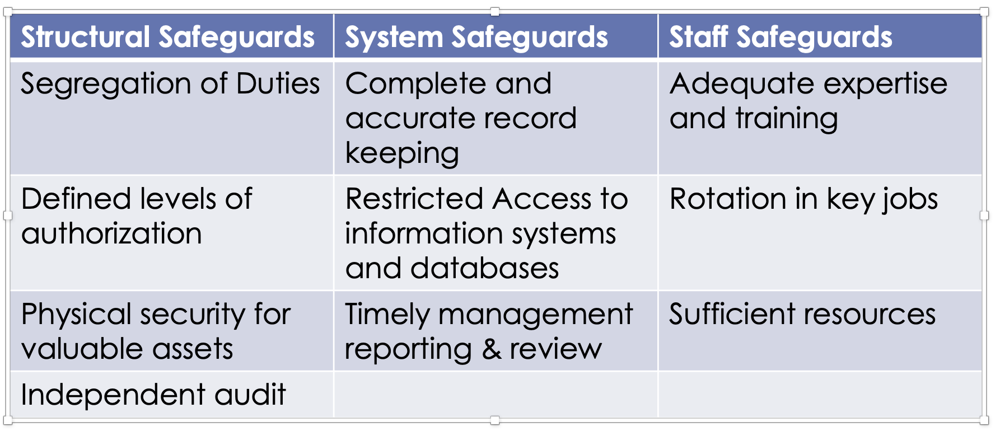 Structural Safeguards
System Safeguards
Staff Safeguards
Segregation of Duties
Complete and
accurate record
keeping
Adequate expertise
and training
Defined levels of
authorization
Restricted Access to
information systems
and databases
Rotation in key jobs
Physical security for
valuable assets
Timely management
reporting & review
Sufficient resources
Independent audit